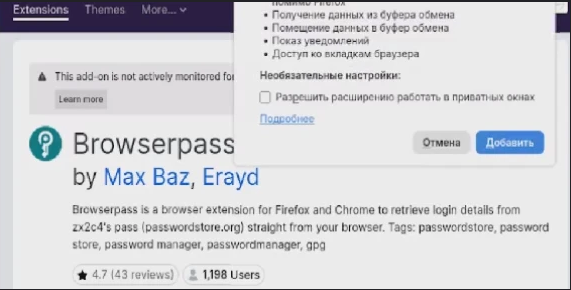 Extensions Themes More...
помимо Firefox
• Получение данных из буфера обмена
• Помещение данных в буфер обмена
• Показ уведомлений
• Доступ ко вкладкам браузера
Необязательные настройки:
Разрешить расширению работать в приватных окнах
Подробнее
Отмена Добавить
This add-on is not actively monitored for
Learn more
Browserpass
by Max Baz, Erayd
Browserpass is a browser extension for Firefox and Chrome to retrieve login details from
zx2c4's pass (passwordstore.org) straight from your browser. Tags: passwordstore, password
store, password manager, passwordmanager, gpg
4.7 (43 reviews) 1,198 Users